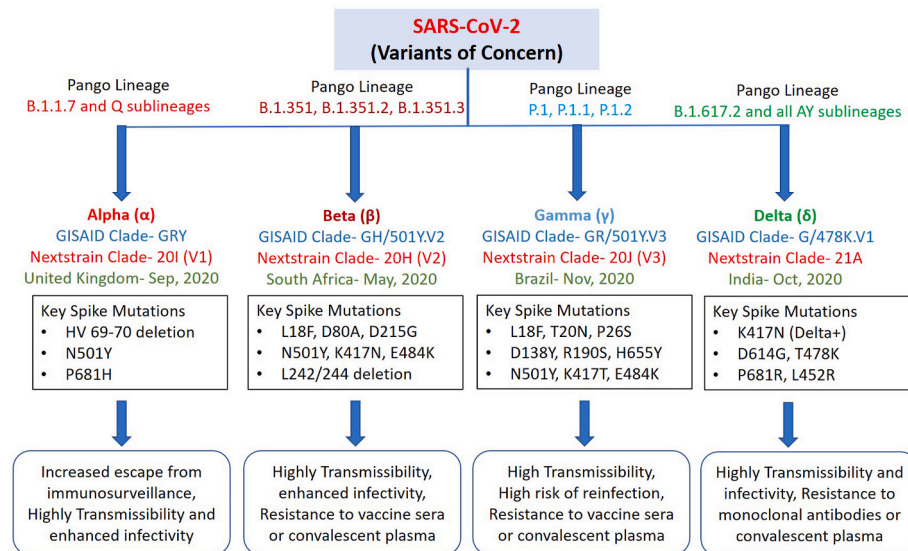 SARS-CoV-2
(Variants of Concern)
Pango Lineage
B.1.1.7 and Q sublineages
Pango Lineage
B.1.351, B.1.351.2, B.1.351.3
Pango Lineage
P.1, P.1.1, P.1.2
Pango Lineage
B.1.617.2 and all AY sublineages
Alpha (α)
GISAID Clade- GRY
Nextstrain Clade- 20I (V1)
United Kingdom- Sep, 2020
Key Spike Mutations
• HV 69-70 deletion
• N501Y
• P681H
Increased escape from
immunosurveillance,
Highly Transmissibility and
enhanced infectivity
Beta (β)
GISAID Clade- GH/501Y.V2
Nextstrain Clade- 20H (V2)
South Africa- May, 2020
Key Spike Mutations
• L18F, D80A, D215G
• N501Y, K417N, E484K
• L242/244 deletion
Highly Transmissibility,
enhanced infectivity,
Resistance to vaccine sera
or convalescent plasma
Gamma (γ)
GISAID Clade- GR/501Y.V3
Nextstrain Clade- 20J (V3)
Brazil- Nov, 2020
Key Spike Mutations
• L18F, T20N, P26S
• D138Y, R190S, H655Y
• N501Y, K417T, E484K
High Transmissibility,
High risk of reinfection,
Resistance to vaccine sera
or convalescent plasma
Delta (δ)
GISAID Clade- G/478K.V1
Nextstrain Clade- 21A
India- Oct, 2020
Key Spike Mutations
• K417N (Delta+)
• D614G, T478K
• P681R, L452R
Highly Transmissibility and
infectivity, Resistance to
monoclonal antibodies or
convalescent plasma